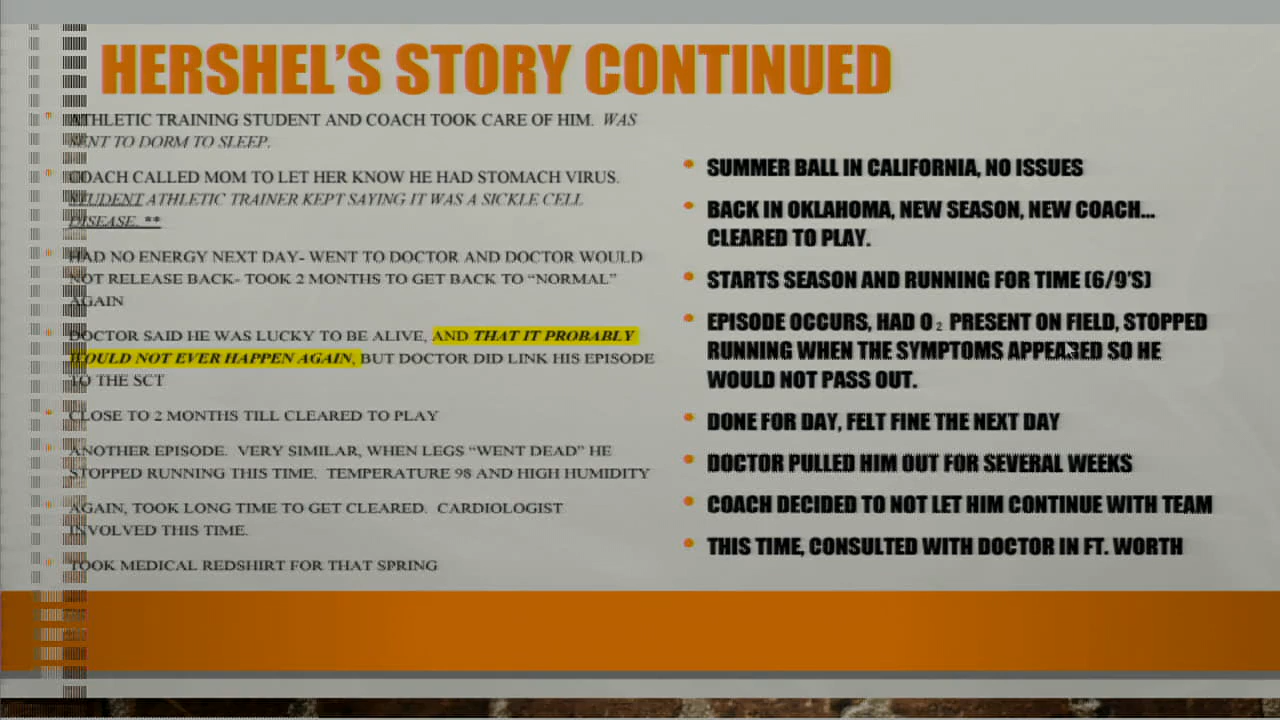 HERSHEL'S STORY CONTINUED
ATHLETIC TRAINING STUDENT AND COACH TOOK CARE OF HIM. WAS
SENT TO DORM TO SLEEP.
COACH CALLED MOM TO LET HER KNOW HE HAD STOMACH VIRUS.
STUDENT ATHLETIC TRAINER KEPT SAYING IT WAS A SICKLE CELL
DISEASE. **
HAD NO ENERGY NEXT DAY- WENT TO DOCTOR AND DOCTOR WOULD
NOT RELEASE BACK- TOOK 2 MONTHS TO GET BACK TO "NORMAL"
AGAIN
DOCTOR SAID HE WAS LUCKY TO BE ALIVE, AND THAT IT PROBABLY
WOULD NOT EVER HAPPEN AGAIN, BUT DOCTOR DID LINK HIS EPISODE
TO THE SCT
CLOSE TO 2 MONTHS TILL CLEARED TO PLAY
ANOTHER EPISODE. VERY SIMILAR, WHEN LEGS "WENT DEAD" HE
STOPPED RUNNING THIS TIME. TEMPERATURE 98 AND HIGH HUMIDITY
AGAIN, TOOK LONG TIME TO GET CLEARED. CARDIOLOGIST
INVOLVED THIS TIME.
TOOK MEDICAL REDSHIRT FOR THAT SPRING
SUMMER BALL IN CALIFORNIA, NO ISSUES
BACK IN OKLAHOMA, NEW SEASON, NEW COACH...
CLEARED TO PLAY.
STARTS SEASON AND RUNNING FOR TIME (6/9'S)
EPISODE OCCURS, HAD O₂ PRESENT ON FIELD, STOPPED
RUNNING WHEN THE SYMPTOMS APPEARED SO HE
WOULD NOT PASS OUT.
DONE FOR DAY, FELT FINE THE NEXT DAY
DOCTOR PULLED HIM OUT FOR SEVERAL WEEKS
COACH DECIDED TO NOT LET HIM CONTINUE WITH TEAM
THIS TIME, CONSULTED WITH DOCTOR IN FT. WORTH